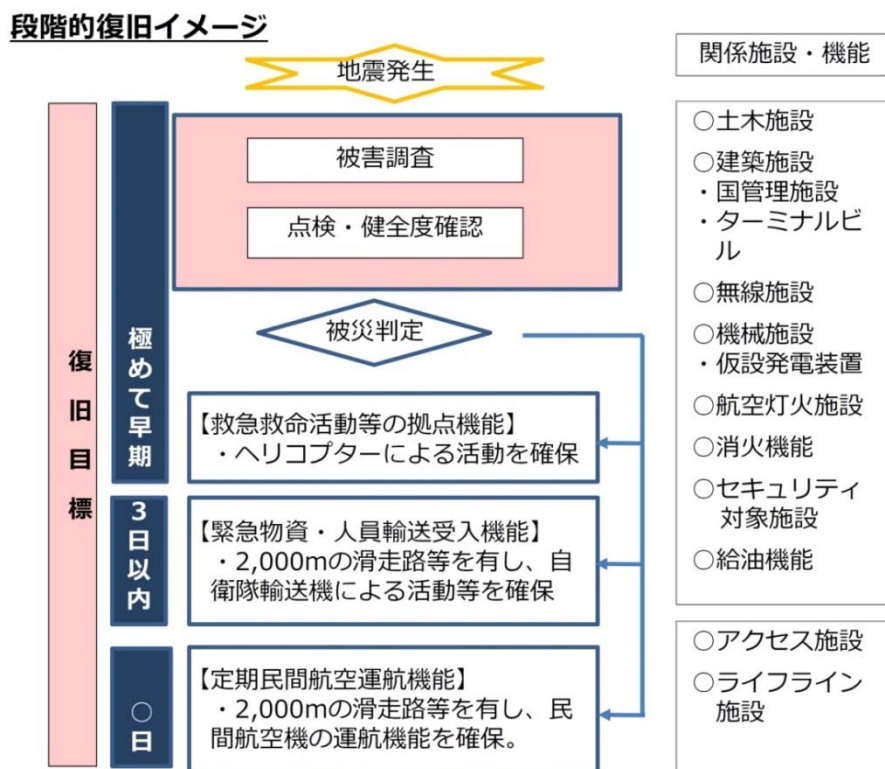 段階的復旧イメージ
地震発生
復旧目標
極めて早期
被害調査
点検・健全度確認
被災判定
【救急救命活動等の拠点機能】
・ヘリコプターによる活動を確保
3日以内
【緊急物資・人員輸送受入機能】
・2,000mの滑走路等を有し、自
衛隊輸送機による活動等を確保
○日
【定期民間航空運航機能】
・2,000mの滑走路等を有し、民
間航空機の運航機能を確保。
関係施設・機能
○土木施設
○建築施設
・国管理施設
・ターミナルビ
ル
○無線施設
○機械施設
・仮設発電装置
○航空灯火施設
○消火機能
○セキュリティ
対象施設
○給油機能
○アクセス施設
○ライフライン
施設